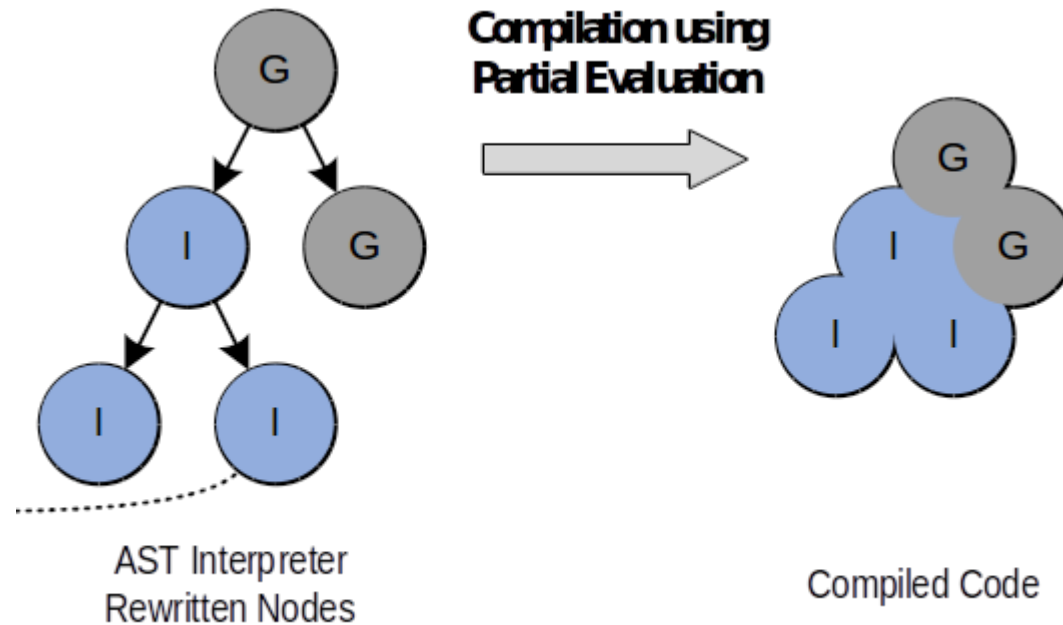 G
Compilation using
Partial Evaluation
G
I
G
I
G
I
I
I
I
AST Interpreter
Rewritten Nodes
Compiled Code